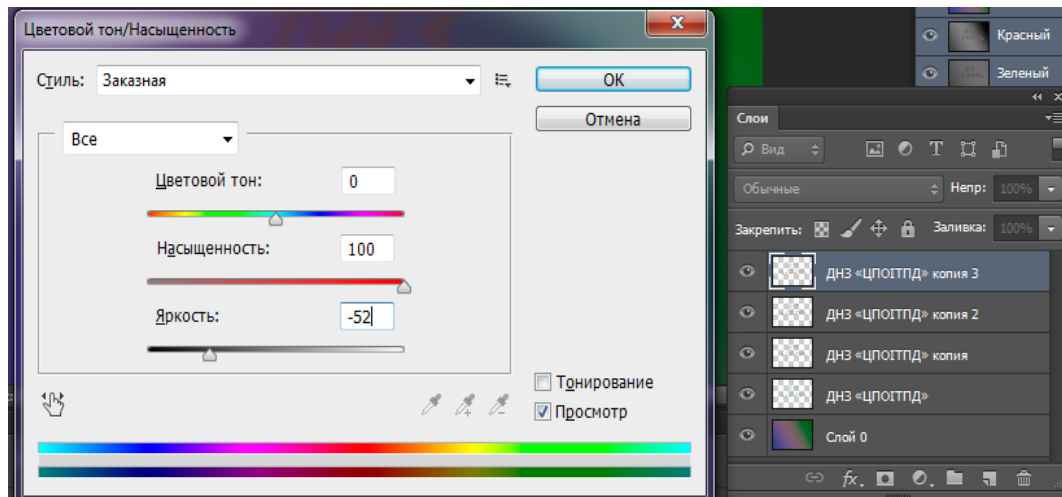 Цветовой тон/Насыщенность
Стиль: Заказная
OK
Отмена
Все
Цветовой тон: 0
Насыщенность: 100
Яркость: -52
Тонирование
Просмотр
Красный
Зеленый
Слои
Вид
Обычные
Непр: 100%
Закрепить:
Заливка: 100%
ДНЗ «ЦПОІТПД» копия 3
ДНЗ «ЦПОІТПД» копия 2
ДНЗ «ЦПОІТПД» копия
ДНЗ «ЦПОІТПД»
Слой 0
fx